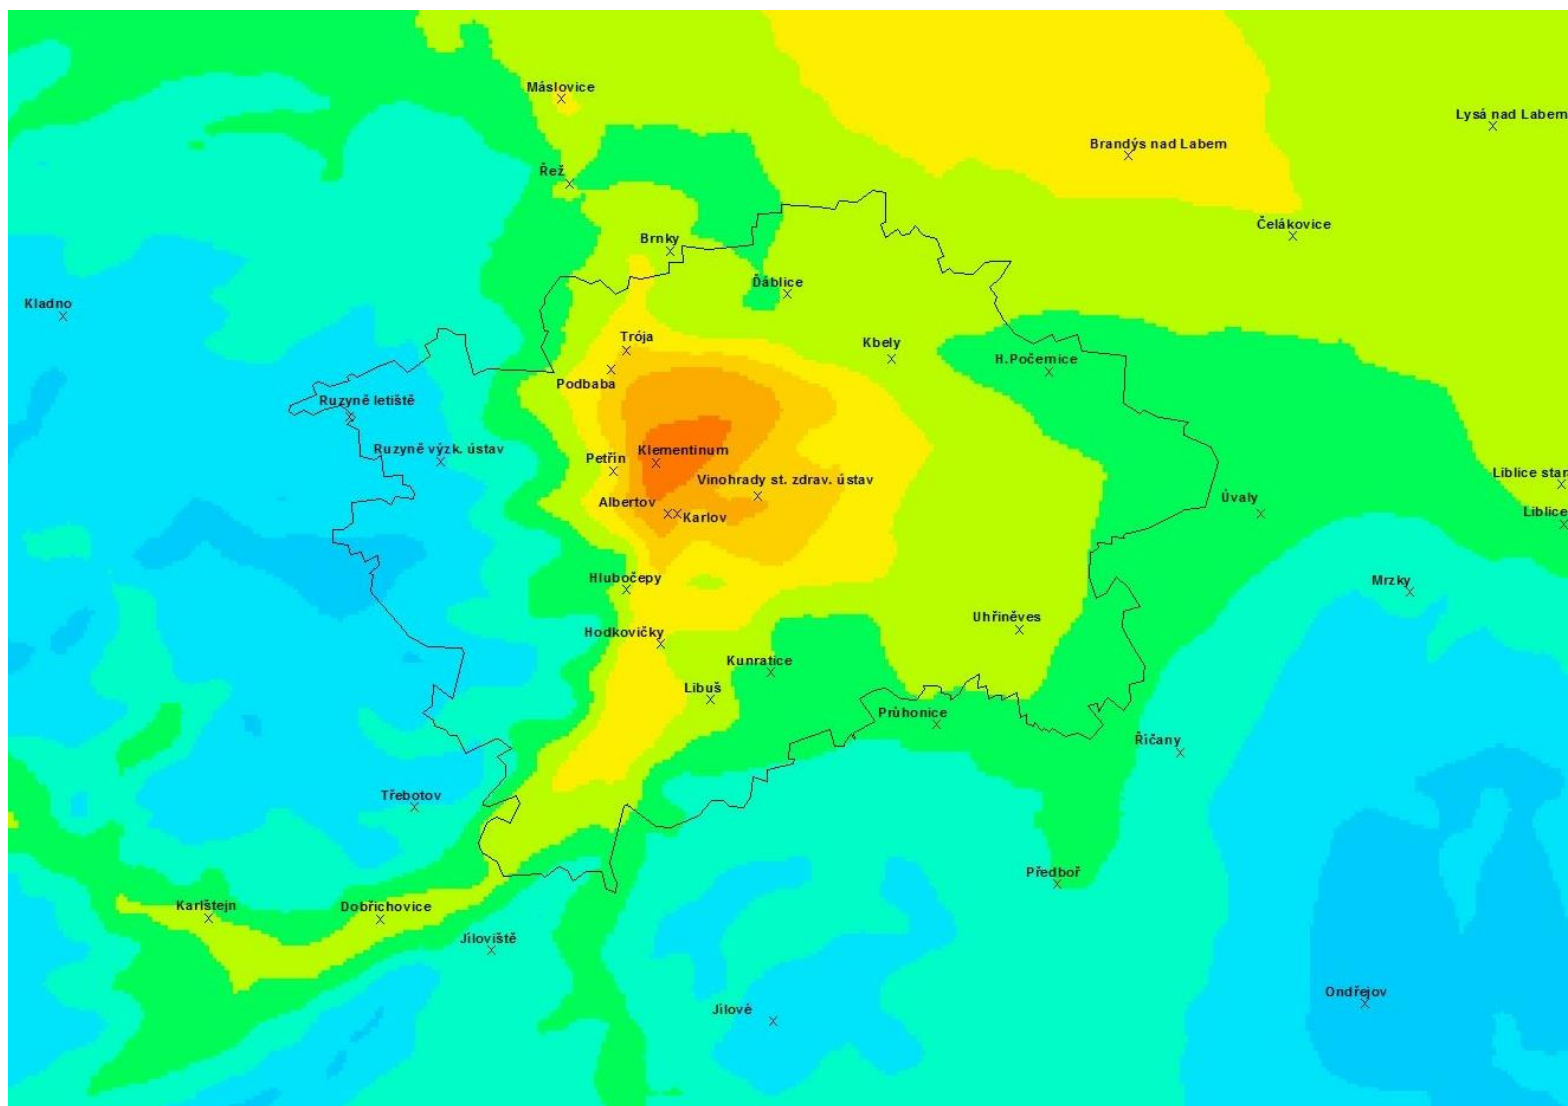 Máslovice
Lysá nad Labem
Brandýs nad Labem
Řež
Čelákovice
Brnky
Ďáblice
Kladno
Trója
Kbely
H.Počernice
Podbaba
Ruzyně letiště
Ruzyně výzk. ústav
Petřín
Klementinum
Vinohrady st. zdrav. ústav
Liblice star
Albertov
Karlov
Úvaly
Liblice
Hlubočepy
Mrzky
Uhřiněves
Hodkovičky
Kunratice
Libuš
Průhonice
Říčany
Třebotov
Předboř
Karlštejn
Dobřichovice
Jíloviště
Ondřejov
Jílové